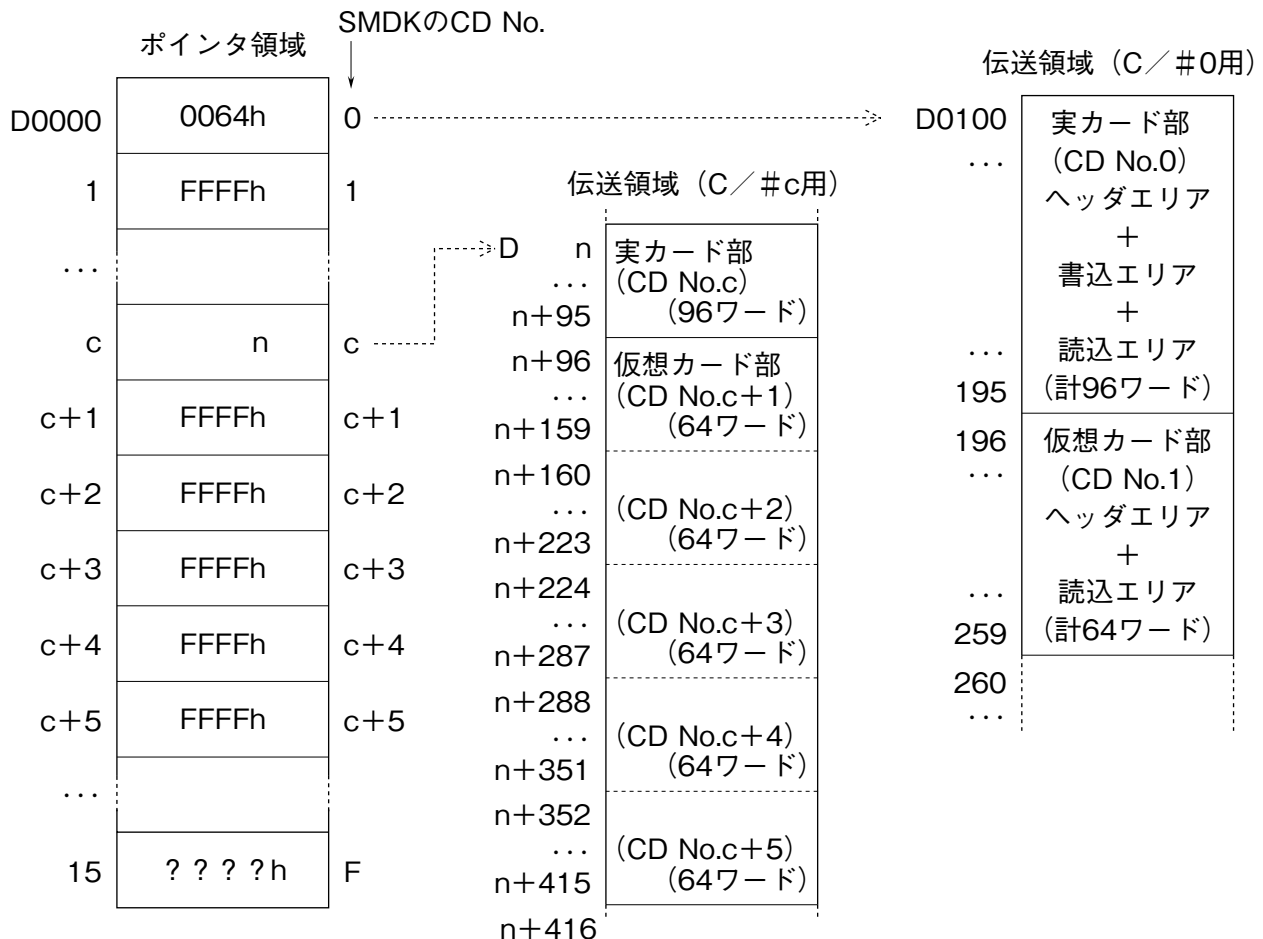 SMDKのCD No.
ポインタ領域
D0000 0064h 0
1 FFFFh 1
...
c n c
c+1 FFFFh c+1
c+2 FFFFh c+2
c+3 FFFFh c+3
c+4 FFFFh c+4
c+5 FFFFh c+5
...
15 ????h F
伝送領域（C／＃c用）
D n 実カード部
... （CD No.c）
n+95 （96ワード）
n+96 仮想カード部
... （CD No.c+1）
n+159 （64ワード）
n+160
... （CD No.c+2）
n+223 （64ワード）
n+224
... （CD No.c+3）
n+287 （64ワード）
n+288
... （CD No.c+4）
n+351 （64ワード）
n+352
... （CD No.c+5）
n+415 （64ワード）
n+416
伝送領域（C／＃0用）
D0100 実カード部
... （CD No.0）
ヘッダエリア
＋
書込エリア
＋
... 読込エリア
195 （計96ワード）
196 仮想カード部
... （CD No.1）
ヘッダエリア
＋
... 読込エリア
259 （計64ワード）
260
...